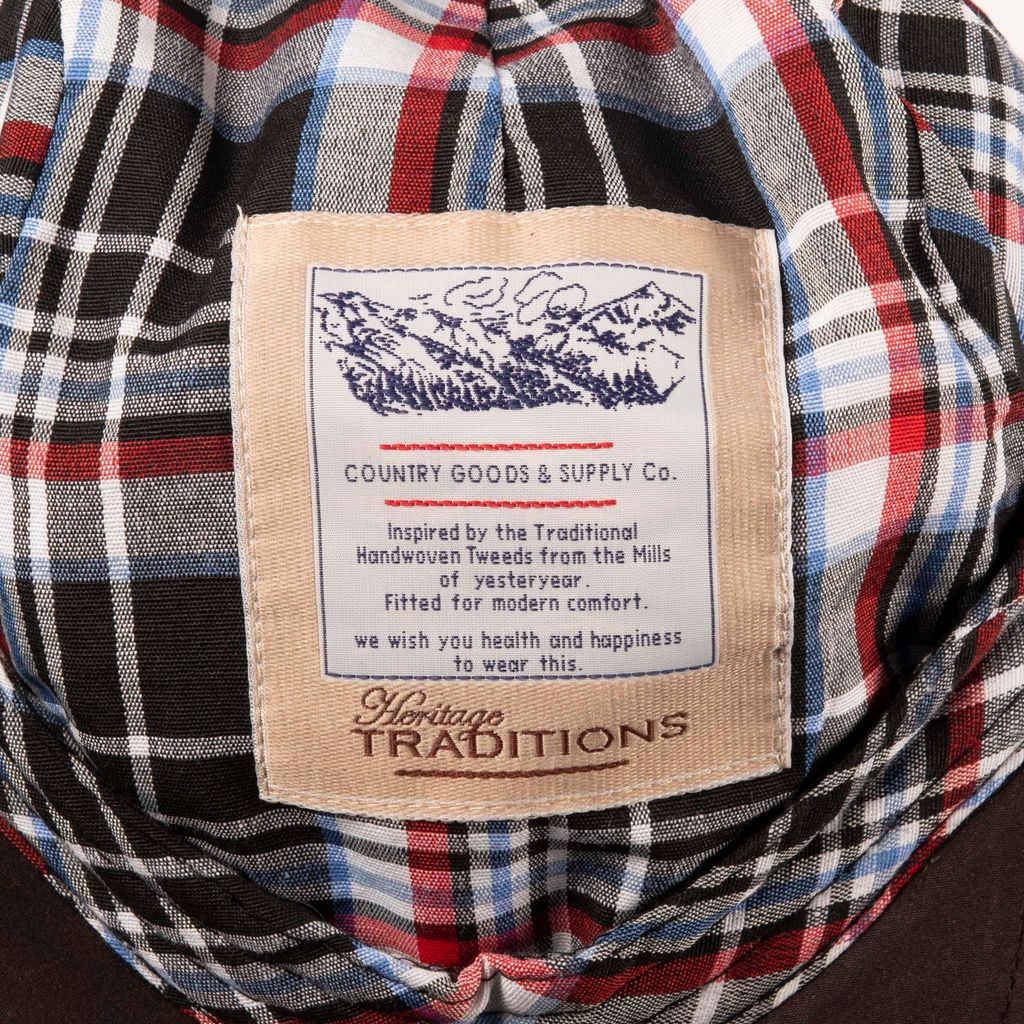 COUNTRY GOODS & SUPPLY Co.
Inspired by the Traditional
Handwoven Tweeds from the Mills
of yesteryear.
Fitted for modern comfort.
we wish you health and happiness
to wear this.
Heritage
TRADITIONS